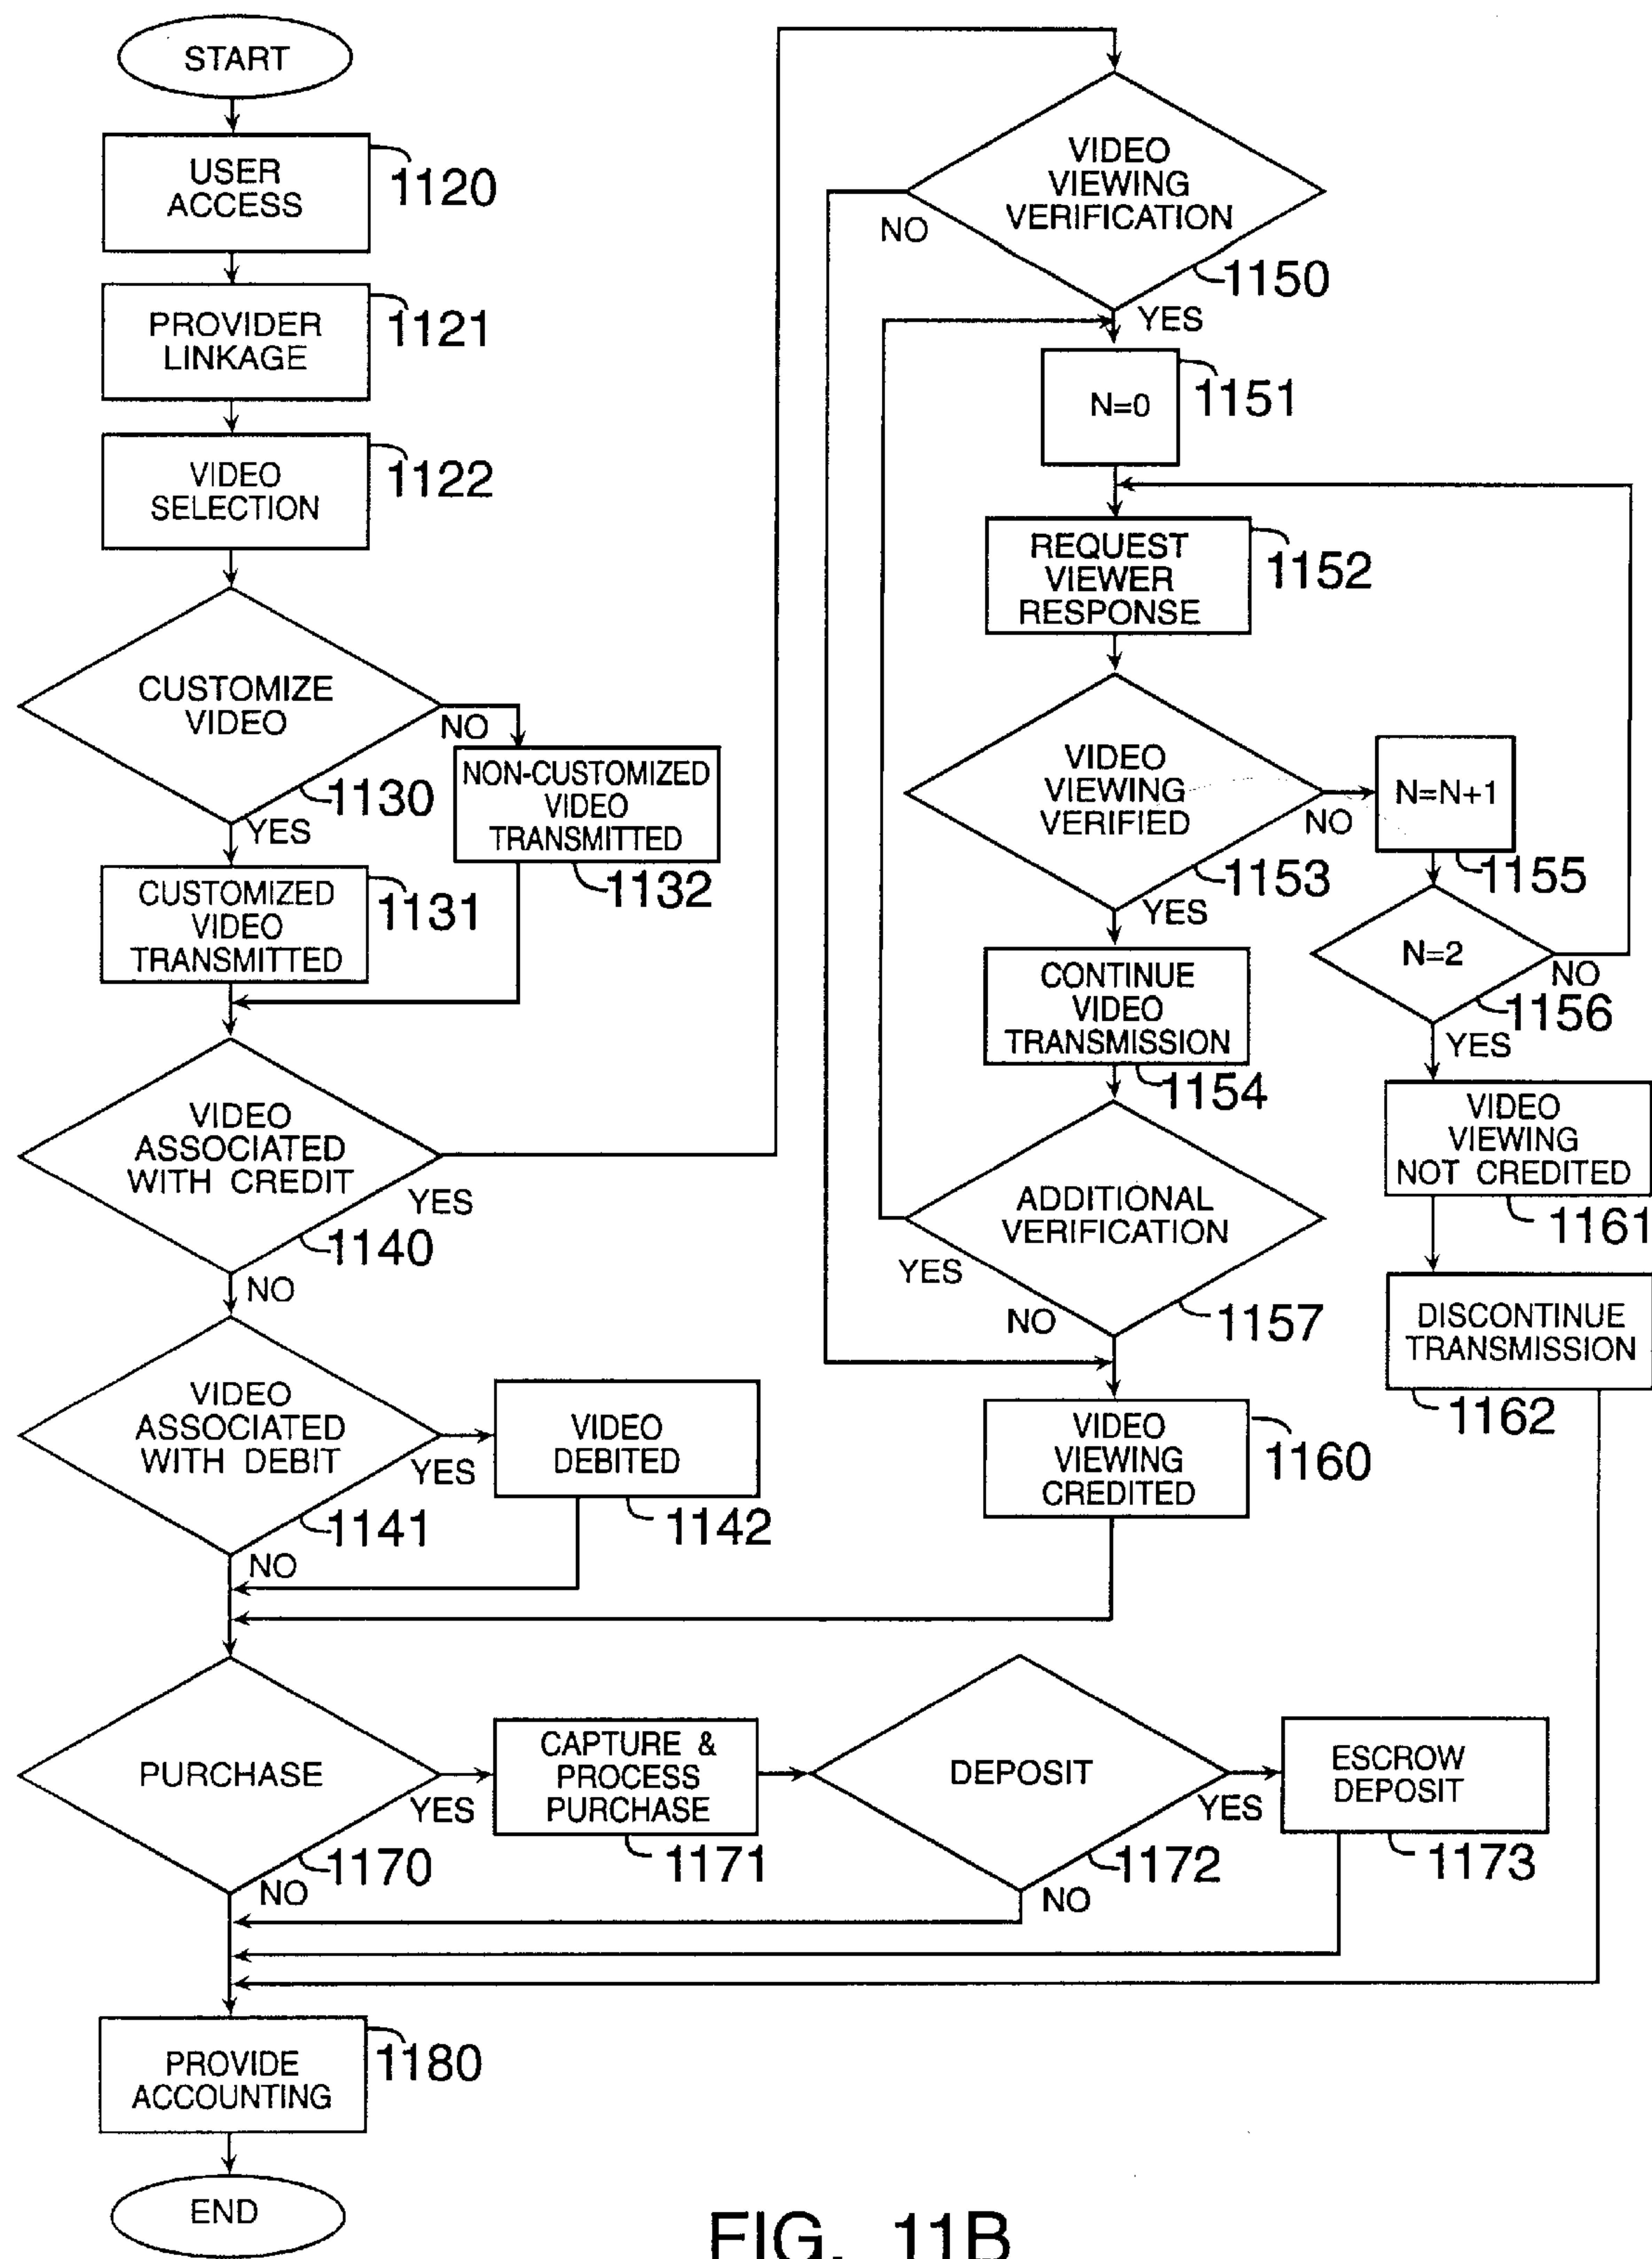 START
USER
ACCESS
1120
PROVIDER
LINKAGE
1121
VIDEO
SELECTION
1122
CUSTOMIZE
VIDEO
NO
1130
YES
NON-CUSTOMIZED
VIDEO
TRANSMITTED
1132
CUSTOMIZED
VIDEO
TRANSMITTED
1131
VIDEO
ASSOCIATED
WITH CREDIT
YES
1140
NO
VIDEO
ASSOCIATED
WITH DEBIT
YES
1141
NO
VIDEO
DEBITED
1142
VIDEO
VIEWING
VERIFICATION
NO
1150
YES
N=0
1151
REQUEST
VIEWER
RESPONSE
1152
VIDEO
VIEWING
VERIFIED
NO
1153
YES
N=N+1
1155
N=2
NO
1156
YES
CONTINUE
VIDEO
TRANSMISSION
1154
ADDITIONAL
VERIFICATION
YES
NO
1157
VIDEO
VIEWING
NOT CREDITED
1161
DISCONTINUE
TRANSMISSION
1162
VIDEO
VIEWING
CREDITED
1160
PURCHASE
YES
1170
NO
CAPTURE &
PROCESS
PURCHASE
1171
DEPOSIT
YES
1172
NO
ESCROW
DEPOSIT
1173
PROVIDE
ACCOUNTING
1180
END
FIG. 11B